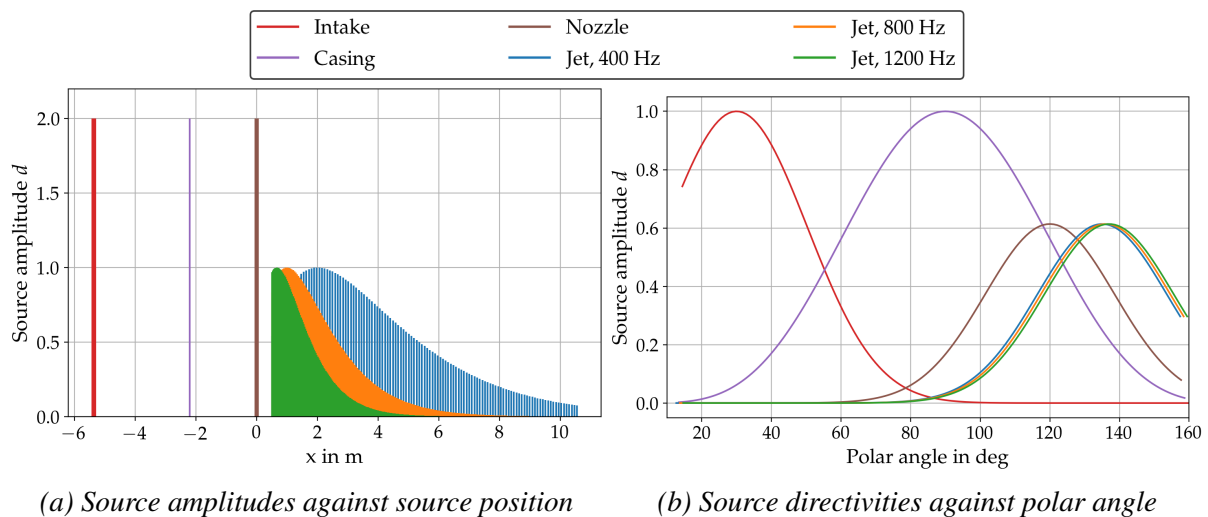 Intake
Nozzle
Jet, 800 Hz
Casing
Jet, 400 Hz
Jet, 1200 Hz
Source amplitude d
2.0
1.5
1.0
0.5
0.0
−6
−4
−2
0
2
4
6
8
10
x in m
Source amplitude d
1.0
0.8
0.6
0.4
0.2
0.0
20
40
60
80
100
120
140
160
Polar angle in deg
(a) Source amplitudes against source position
(b) Source directivities against polar angle